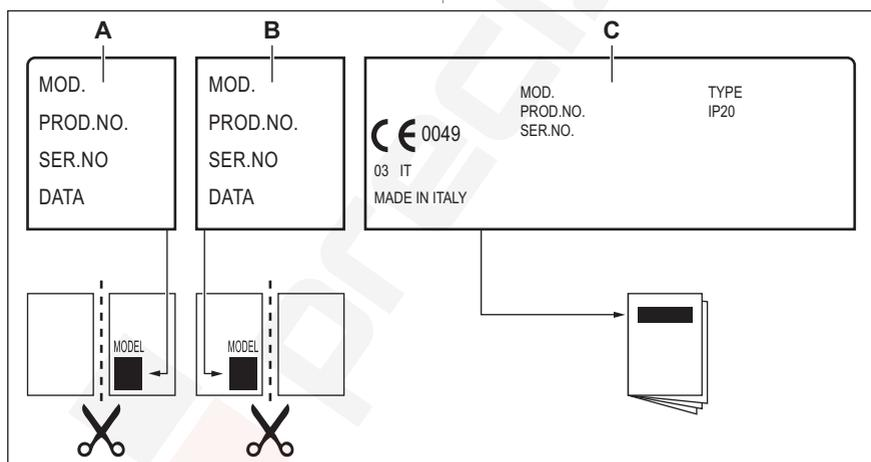 A
B
C
MOD.
PROD.NO.
SER.NO
DATA
MOD.
PROD.NO.
SER.NO.
DATA
MOD.
PROD.NO.
SER.NO.
TYPE
IP20
CE 0049
03 IT
MADE IN ITALY
MODEL
MODEL
preciz